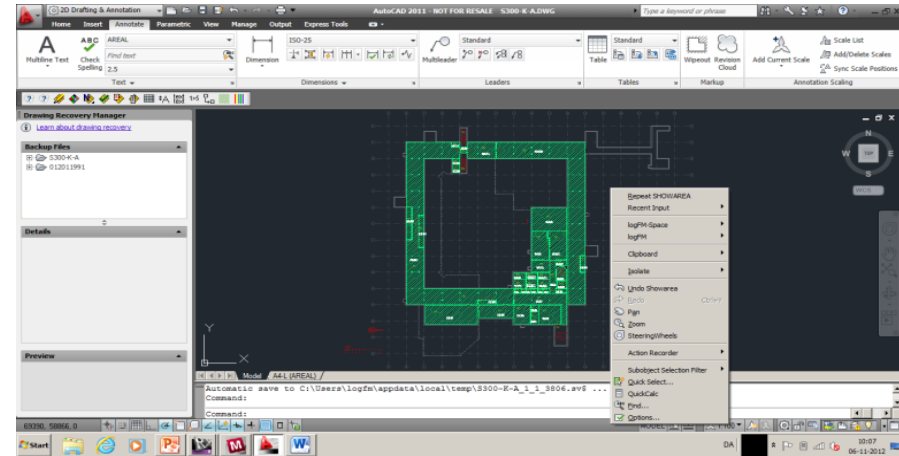 2D Drafting & Annotation
AutoCAD 2011 - NOT FOR RESALE S300-K-A.DWG
Type a keyword or phrase
Home Insert Annotate Parametric View Manage Output Express Tools
A
Multiline Text
ABC
Check
Spelling
AREAL
Find text
2.5
Text
Dimension
ISO-25
Dimensions
Multileader
Standard
Leaders
Table
Standard
Tables
Wipeout Revision
Cloud
Markup
Add Current Scale
Scale List
Add/Delete Scales
Sync Scale Positions
Annotation Scaling
Drawing Recovery Manager
Learn about drawing recovery
Backup Files
S300-K-A
012011991
Details
Preview
N
W TOP E
S
WCS
Y
X
Repeat SHOWAREA
Recent Input
logFM-Space
logFM
Clipboard
Isolate
Undo Showarea
Redo Ctrl+Y
Pan
Zoom
SteeringWheels
Action Recorder
Subobject Selection Filter
Quick Select...
QuickCalc
Find...
Options...
Model A4-L (AREAL)
Automatic save to C:\Users\logfm\appdata\local\temp\S300-K-A_1_1_3806.sv$ ...
Command:
Command:
69398, 58866, 0
MODEL
Start
DA
10:07
06-11-2012